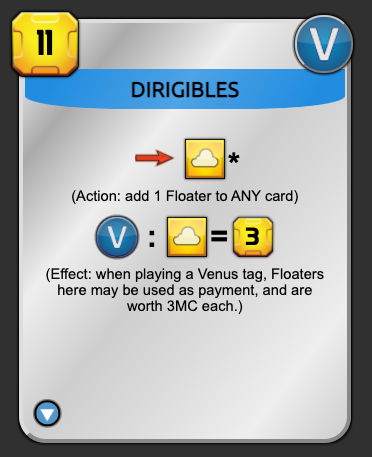 11
V
DIRIGIBLES
*
(Action: add 1 Floater to ANY card)
V : = 3
(Effect: when playing a Venus tag, Floaters
here may be used as payment, and are
worth 3MC each.)